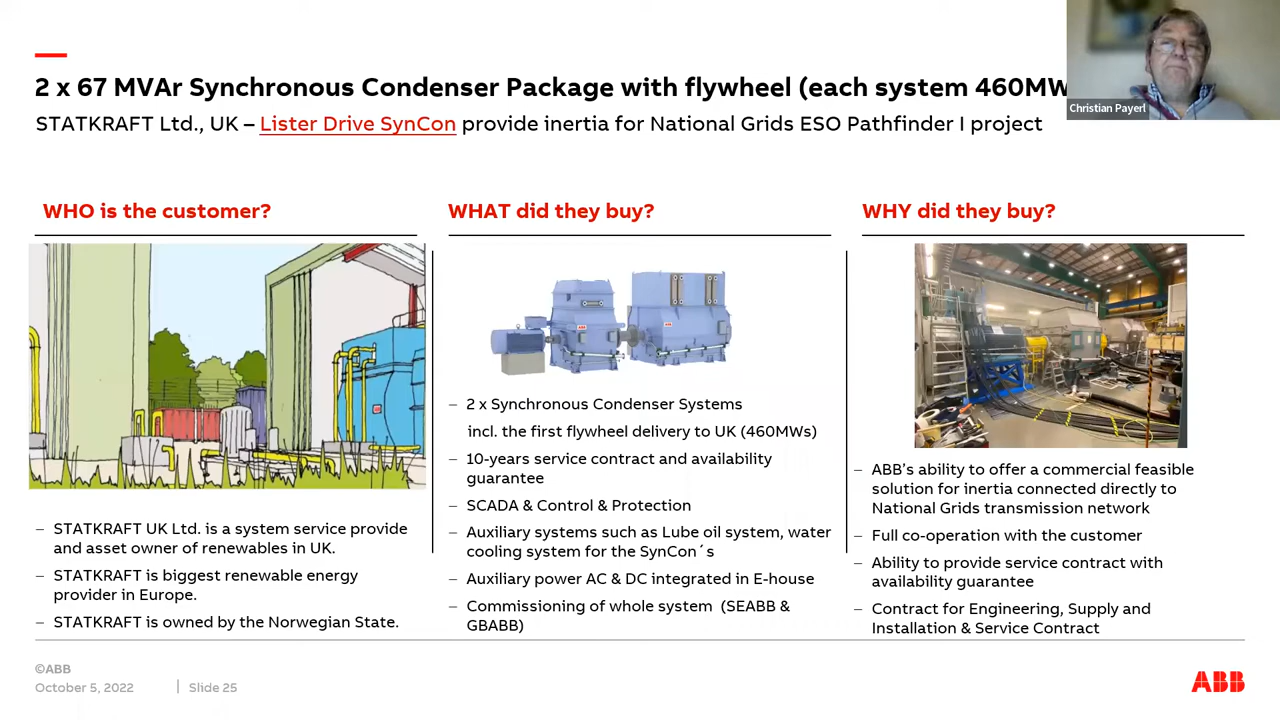 2 x 67 MVAr Synchronous Condenser Package with flywheel (each system 460MW
STATKRAFT Ltd., UK – Lister Drive SynCon provide inertia for National Grids ESO Pathfinder I project
Christian Payerl
WHO is the customer?
– STATKRAFT UK Ltd. is a system service provide
and asset owner of renewables in UK.
– STATKRAFT is biggest renewable energy
provider in Europe.
– STATKRAFT is owned by the Norwegian State.
WHAT did they buy?
ABB
ABB
– 2 x Synchronous Condenser Systems
incl. the first flywheel delivery to UK (460MWs)
– 10-years service contract and availability
guarantee
– SCADA & Control & Protection
– Auxiliary systems such as Lube oil system, water
cooling system for the SynCon´s
– Auxiliary power AC & DC integrated in E-house
– Commissioning of whole system (SEABB &
GBABB)
WHY did they buy?
– ABB's ability to offer a commercial feasible
solution for inertia connected directly to
National Grids transmission network
– Full co-operation with the customer
– Ability to provide service contract with
availability guarantee
– Contract for Engineering, Supply and
Installation & Service Contract
©ABB
October 5, 2022 | Slide 25
ABB